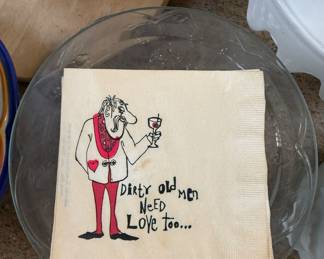 Dirty old men
NeeD
Love Too...